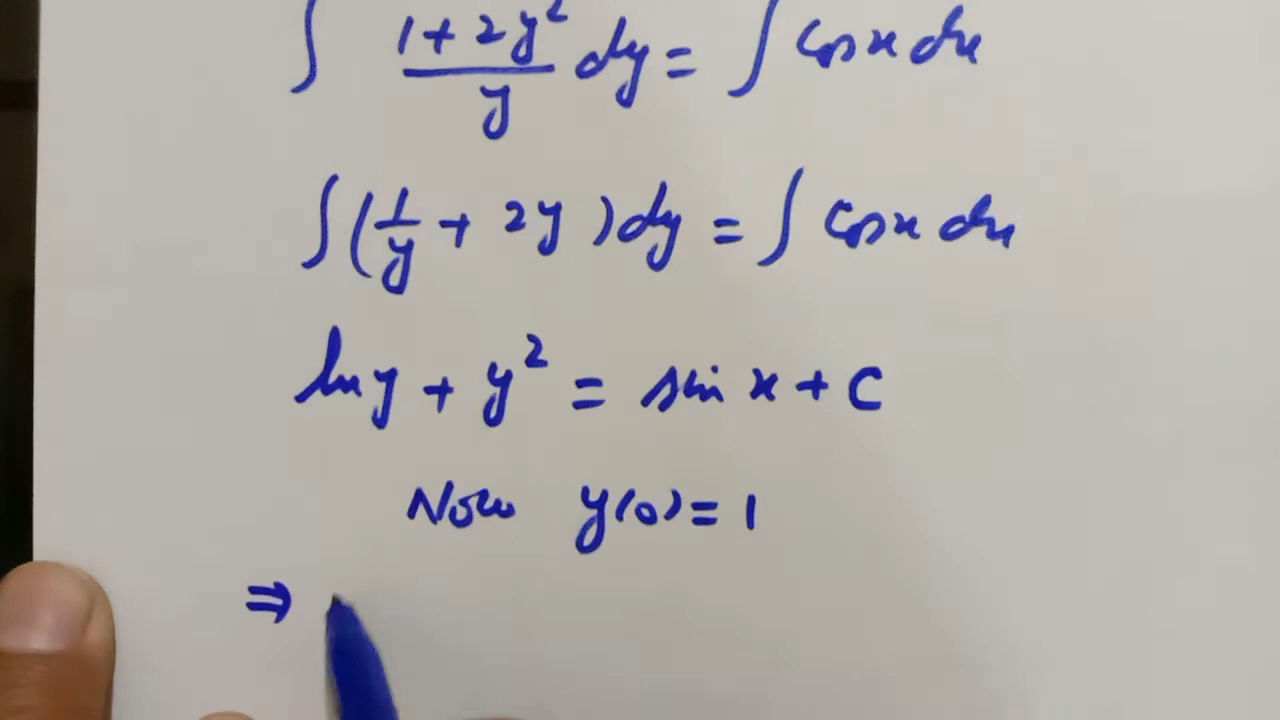 ∫ (1+2y²)/y dy = ∫ cos x dx
∫ (1/y + 2y) dy = ∫ cos x dx
ln y + y² = sin x + C
Now y(0) = 1
⇒